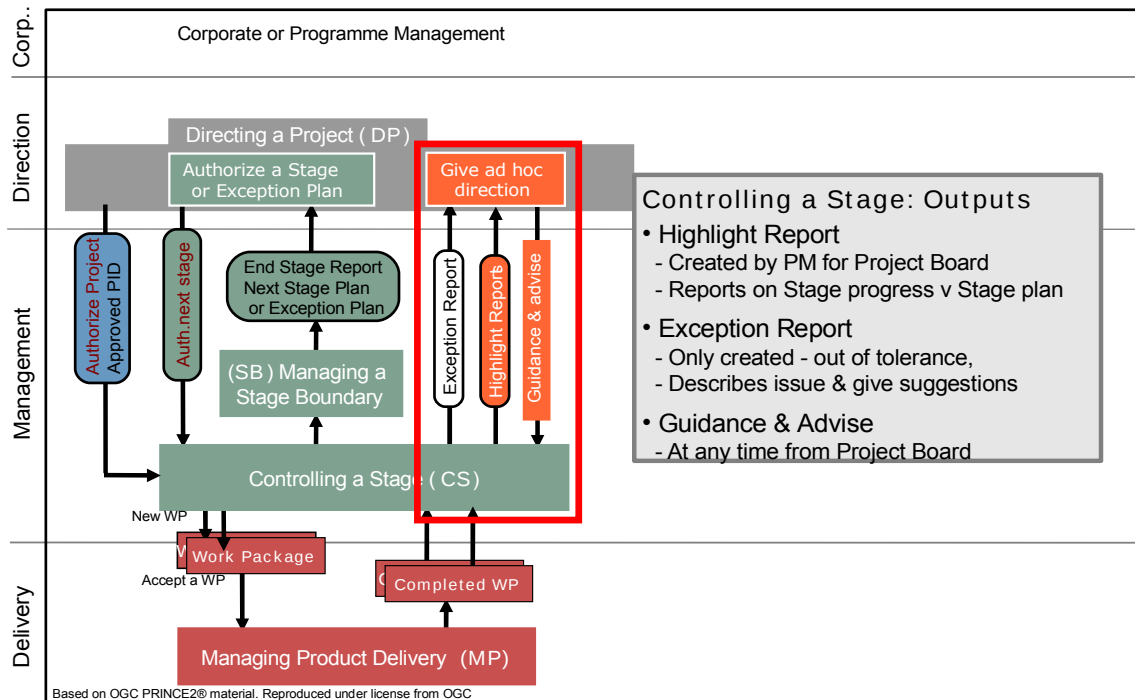 Corp..
Corporate or Programme Management
Direction
Directing a Project ( DP )
Authorize a Stage
or Exception Plan
Give ad hoc
direction
Management
Authorize Project
Approved PID
Auth.next stage
End Stage Report
Next Stage Plan
or Exception Plan
(SB ) Managing a
Stage Boundary
Exception Report
Highlight Reports
Guidance & advise
Controlling a Stage ( CS )
Controlling a Stage: Outputs
• Highlight Report
- Created by PM for Project Board
- Reports on Stage progress v Stage plan
• Exception Report
- Only created - out of tolerance,
- Describes issue & give suggestions
• Guidance & Advise
- At any time from Project Board
New WP
W
Work Package
Accept a WP
C
Completed WP
Delivery
Managing Product Delivery (MP)
Based on OGC PRINCE2® material. Reproduced under license from OGC